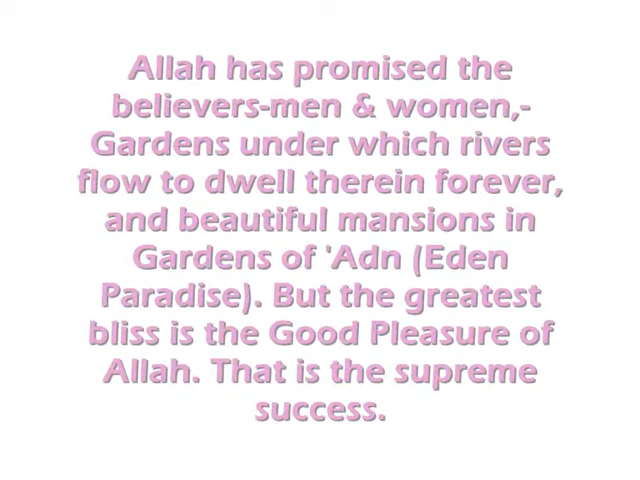 Allah has promised the
believers-men & women,-
Gardens under which rivers
flow to dwell therein forever,
and beautiful mansions in
Gardens of 'Adn (Eden
Paradise). But the greatest
bliss is the Good Pleasure of
Allah. That is the supreme
success.